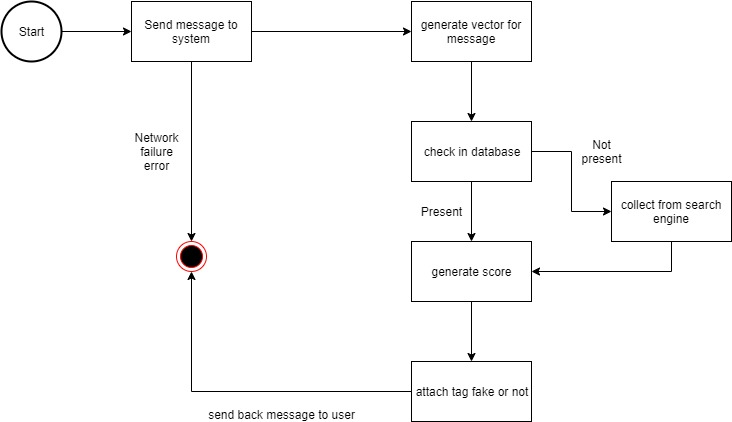 Start
Send message to
system
generate vector for
message
Network
failure
error
check in database
Not
present
Present
collect from search
engine
generate score
attach tag fake or not
send back message to user